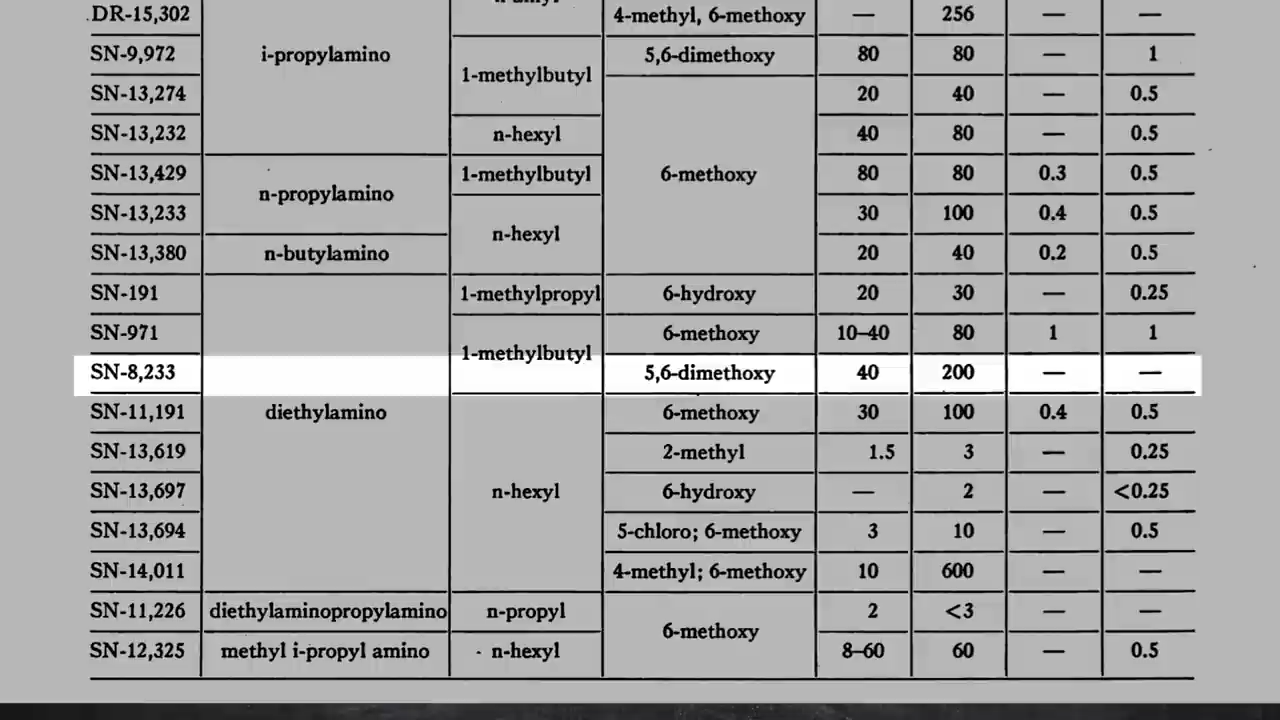 DR-15,302 4-methyl, 6-methoxy — 256 — —
SN-9,972 i-propylamino 5,6-dimethoxy 80 80 — 1
1-methylbutyl
SN-13,274 20 40 — 0.5
SN-13,232 n-hexyl 40 80 — 0.5
SN-13,429 1-methylbutyl 6-methoxy 80 80 0.3 0.5
n-propylamino
SN-13,233 30 100 0.4 0.5
n-hexyl
SN-13,380 n-butylamino 20 40 0.2 0.5
SN-191 1-methylpropyl 6-hydroxy 20 30 — 0.25
SN-971 6-methoxy 10–40 80 1 1
1-methylbutyl
SN-8,233 5,6-dimethoxy 40 200 — —
SN-11,191 diethylamino 6-methoxy 30 100 0.4 0.5
SN-13,619 2-methyl 1.5 3 — 0.25
SN-13,697 n-hexyl 6-hydroxy — 2 — <0.25
SN-13,694 5-chloro; 6-methoxy 3 10 — 0.5
SN-14,011 4-methyl; 6-methoxy 10 600 — —
SN-11,226 diethylaminopropylamino n-propyl 2 <3 — —
6-methoxy
SN-12,325 methyl i-propyl amino n-hexyl 8–60 60 — 0.5